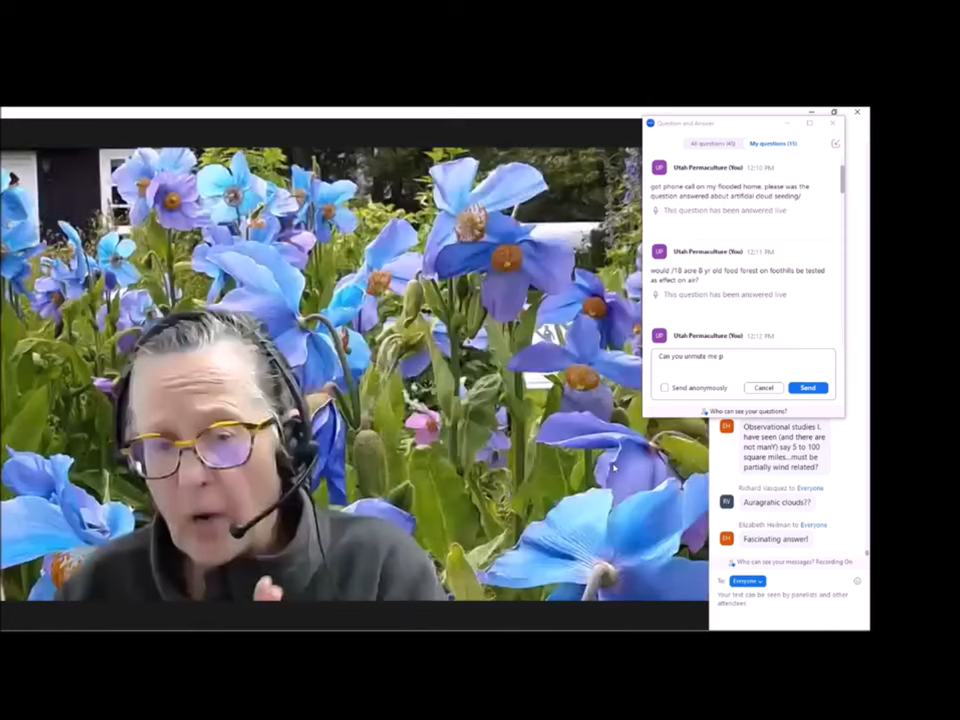 Question and Answer
All questions (45)
My questions (15)
UP
Utah Permaculture (You)
12:10 PM
got phone call on my flooded home, please was the
question answered about artificial cloud seeding/
This question has been answered live
UP
Utah Permaculture (You)
12:11 PM
would /18 acre 8 yr old food forest on foothills be tested
as effect on air?
This question has been answered live
UP
Utah Permaculture (You)
12:12 PM
Can you unmute me p
Send anonymously
Cancel
Send
Who can see your questions?
EH
Observational studies I
have seen (and there are
not manY) say 5 to 100
square miles...must be
partially wind related?
Richard Vasquez to Everyone
RV
Auragrahic clouds??
Elizabeth Heilman to Everyone
EH
Fascinating answer!
Who can see your messages? Recording On
To:
Everyone
Your text can be seen by panelists and other
attendees